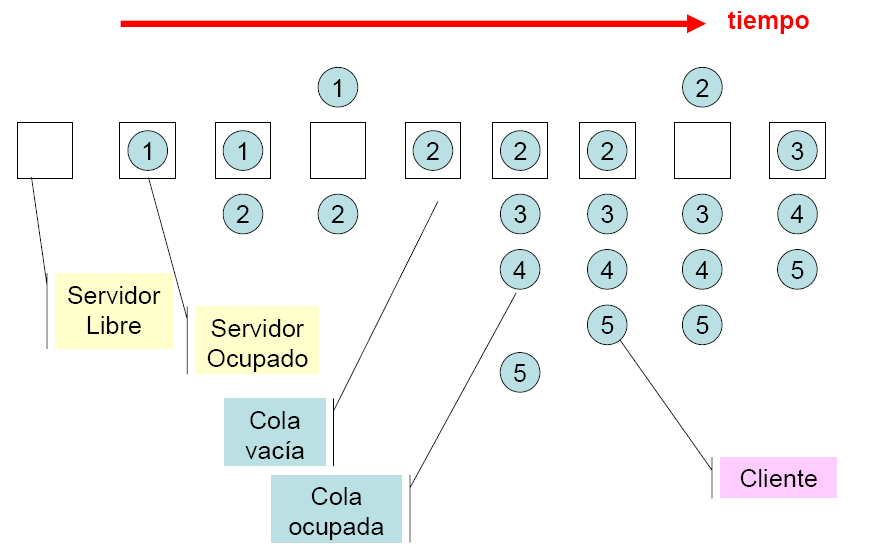 tiempo
1 2
1 1 2 2 2 3
2 2 3 3 3 4
4 4 4 5
5 5
5
Servidor
Libre
Servidor
Ocupado
Cola
vacía
Cola
ocupada
Cliente